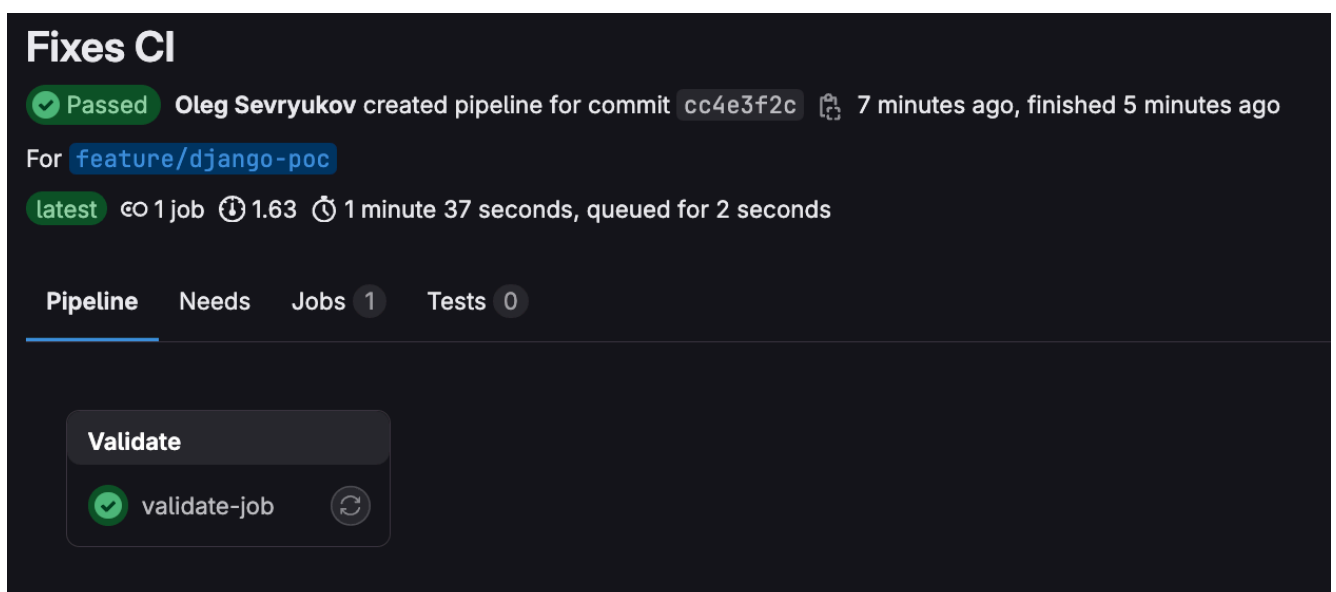 Fixes CI
Passed Oleg Sevryukov created pipeline for commit cc4e3f2c 7 minutes ago, finished 5 minutes ago
For feature/django-poc
latest 1 job 1.63 1 minute 37 seconds, queued for 2 seconds
Pipeline Needs Jobs 1 Tests 0
Validate
validate-job